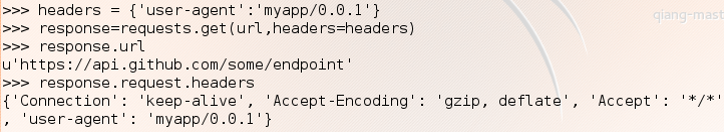 >>> headers = {'user-agent':'myapp/0.0.1'}
>>> response=requests.get(url,headers=headers)
>>> response.url
u'https://api.github.com/some/endpoint'
>>> response.request.headers
{'Connection': 'keep-alive', 'Accept-Encoding': 'gzip, deflate', 'Accept': '*/*'
, 'user-agent': 'myapp/0.0.1'}
qiang-mast